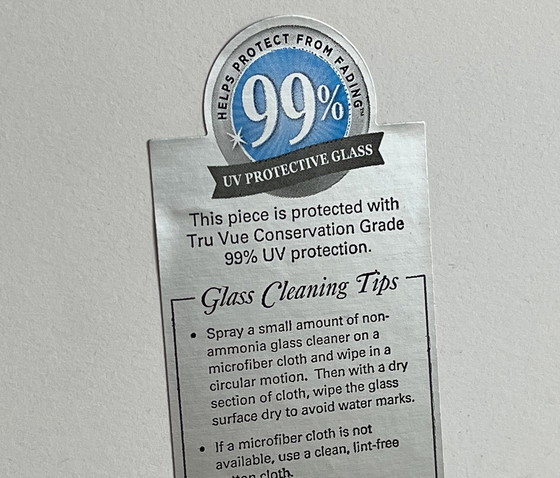 HELPS PROTECT FROM FADING™
99%
UV PROTECTIVE GLASS
This piece is protected with
Tru Vue Conservation Grade
99% UV protection.
Glass Cleaning Tips
• Spray a small amount of non-
ammonia glass cleaner on a
microfiber cloth and wipe in a
circular motion. Then with a dry
section of cloth, wipe the glass
surface dry to avoid water marks.
• If a microfiber cloth is not
available, use a clean, lint-free
cloth.